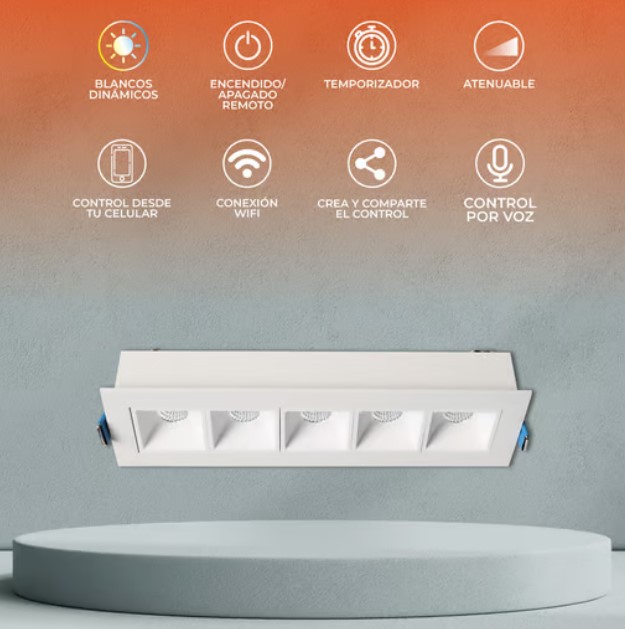 BLANCOS
DINÁMICOS
ENCENDIDO/
APAGADO
REMOTO
TEMPORIZADOR
ATENUABLE
CONTROL DESDE
TU CELULAR
CONEXIÓN
WIFI
CREA Y COMPARTE
EL CONTROL
CONTROL
POR VOZ